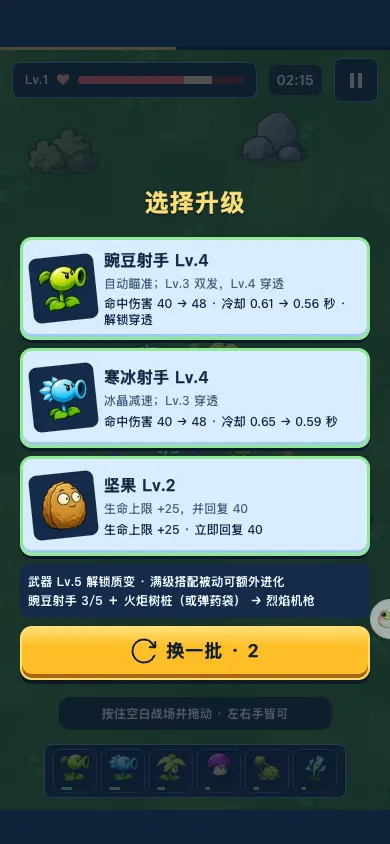 Lv.1
02:15
选择升级
豌豆射手 Lv.4
自动瞄准；Lv.3 双发，Lv.4 穿透
命中伤害 40 → 48 · 冷却 0.61 → 0.56 秒 ·
解锁穿透
寒冰射手 Lv.4
冰晶减速；Lv.3 穿透
命中伤害 40 → 48 · 冷却 0.65 → 0.59 秒
坚果 Lv.2
生命上限 +25，并回复 40
生命上限 +25 · 立即回复 40
武器 Lv.5 解锁质变 · 满级搭配被动可额外进化
豌豆射手 3/5 + 火炬树桩（或弹药袋） → 烈焰机枪
换一批 · 2
按住空白战场并拖动 · 左右手皆可